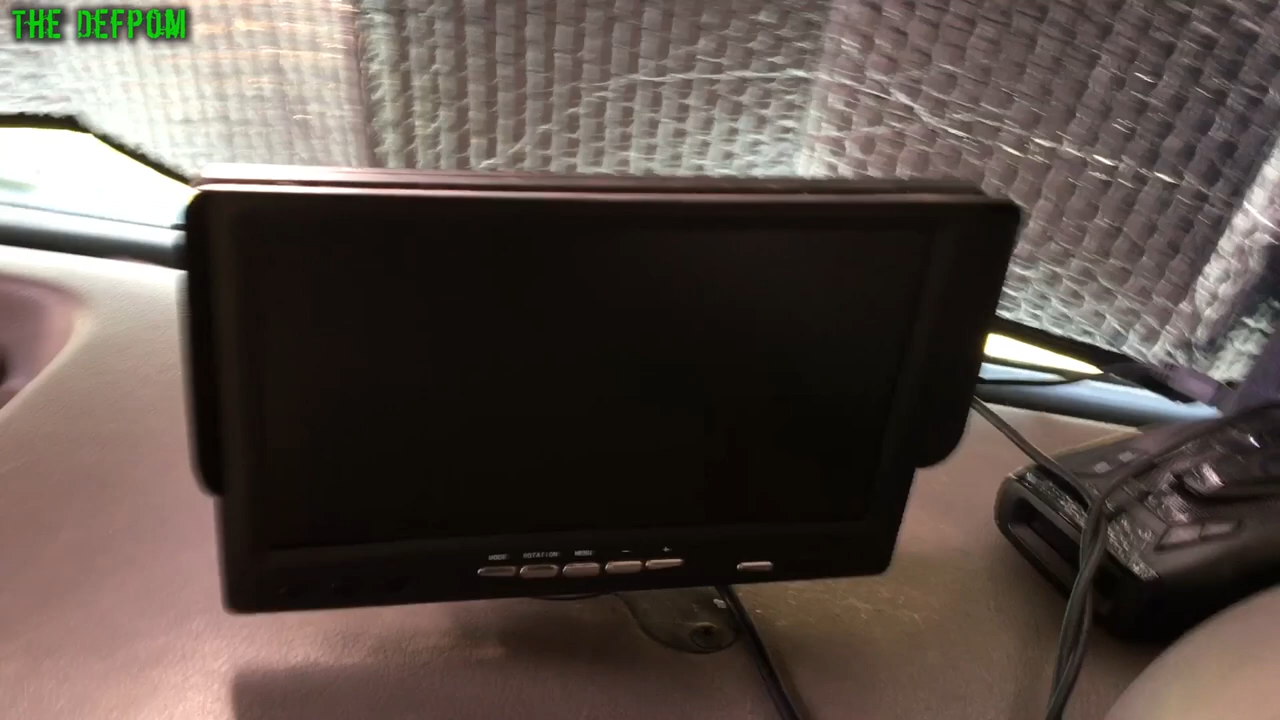 THE DEFPOM
MODE ROTATION MENU - +